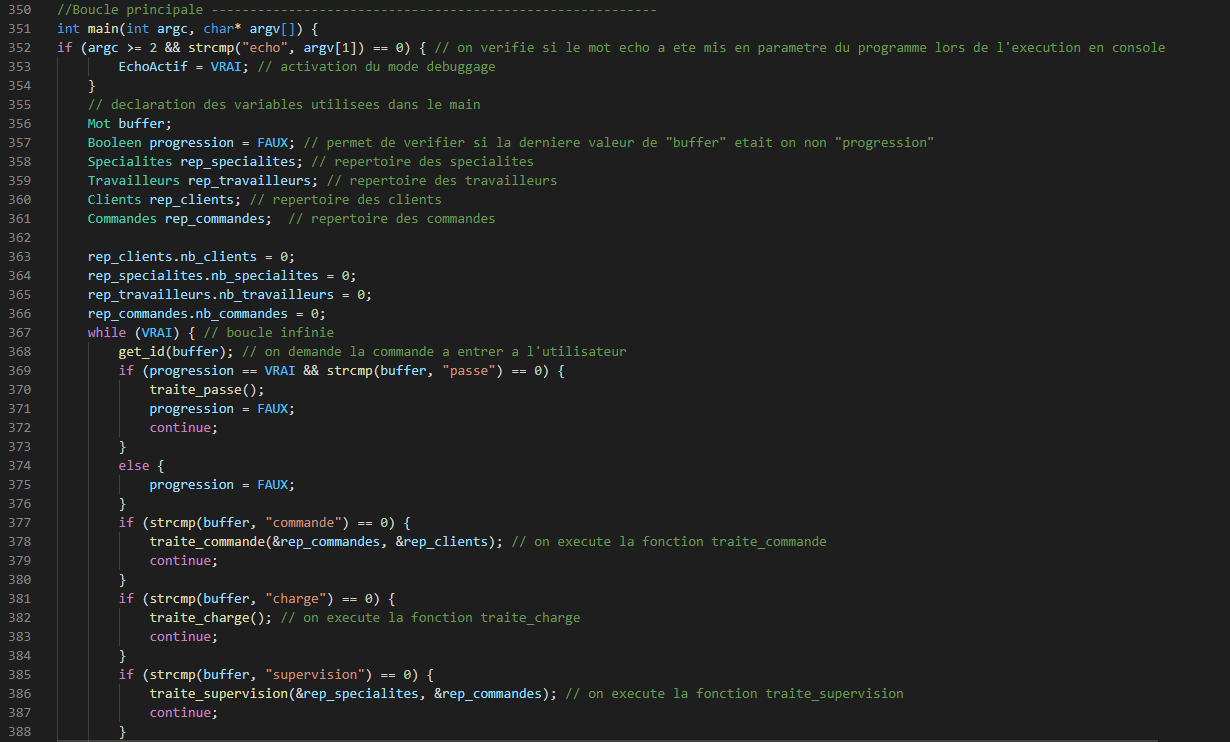 350 //Boucle principale ----------------------------------------------------------
351 int main(int argc, char* argv[]) {
352 if (argc >= 2 && strcmp("echo", argv[1]) == 0) { // on verifie si le mot echo a ete mis en parametre du programme lors de l'execution en console
353 EchoActif = VRAI; // activation du mode debuggage
354 }
355 // declaration des variables utilisees dans le main
356 Mot buffer;
357 Booleen progression = FAUX; // permet de verifier si la derniere valeur de "buffer" etait on non "progression"
358 Specialites rep_specialites; // repertoire des specialites
359 Travailleurs rep_travailleurs; // repertoire des travailleurs
360 Clients rep_clients; // repertoire des clients
361 Commandes rep_commandes;  // repertoire des commandes
362
363 rep_clients.nb_clients = 0;
364 rep_specialites.nb_specialites = 0;
365 rep_travailleurs.nb_travailleurs = 0;
366 rep_commandes.nb_commandes = 0;
367 while (VRAI) { // boucle infinie
368 get_id(buffer); // on demande la commande a entrer a l'utilisateur
369 if (progression == VRAI && strcmp(buffer, "passe") == 0) {
370 traite_passe();
371 progression = FAUX;
372 continue;
373 }
374 else {
375 progression = FAUX;
376 }
377 if (strcmp(buffer, "commande") == 0) {
378 traite_commande(&rep_commandes, &rep_clients); // on execute la fonction traite_commande
379 continue;
380 }
381 if (strcmp(buffer, "charge") == 0) {
382 traite_charge(); // on execute la fonction traite_charge
383 continue;
384 }
385 if (strcmp(buffer, "supervision") == 0) {
386 traite_supervision(&rep_specialites, &rep_commandes); // on execute la fonction traite_supervision
387 continue;
388 }